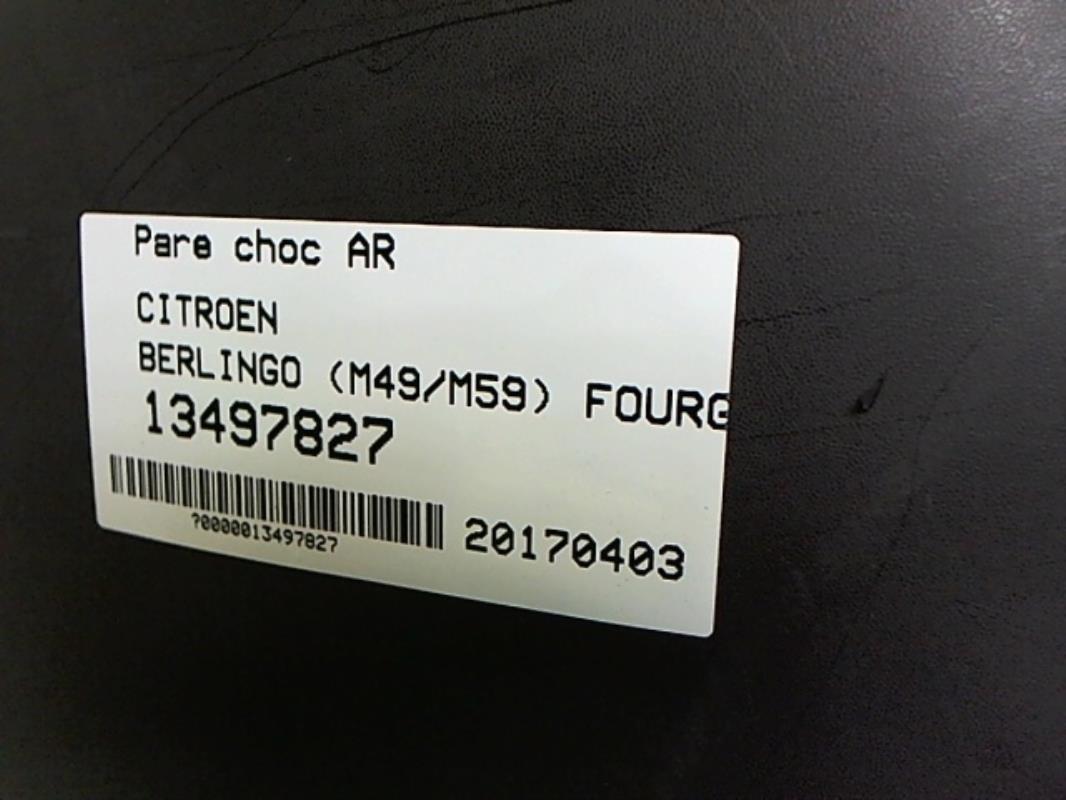 Pare choc AR
CITROEN
BERLINGO (M49/M59) FOURG
13497827
?0000013497827
20170403